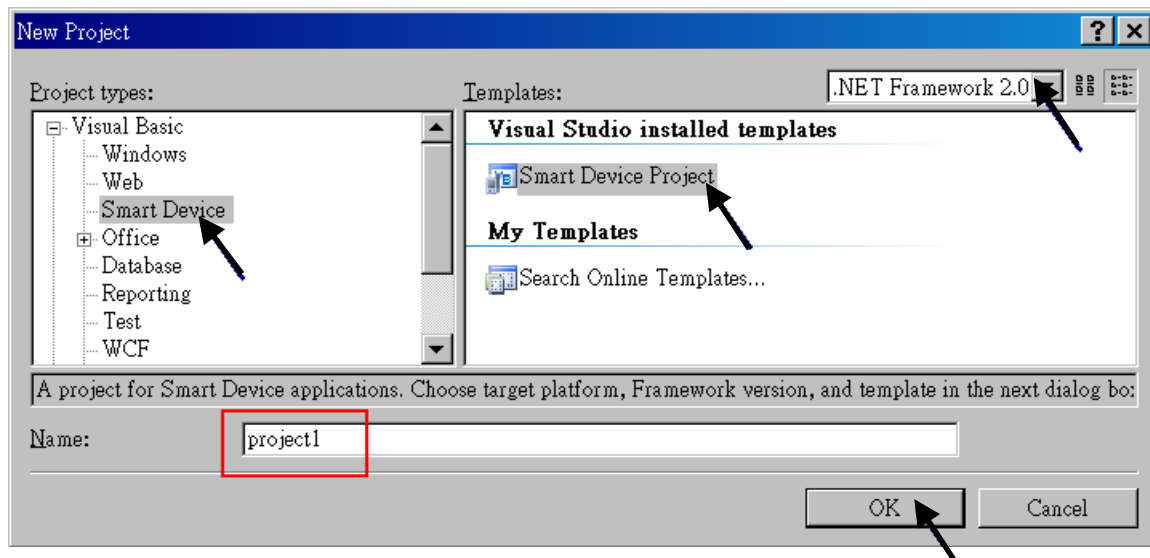 New Project
Project types:
Templates:
.NET Framework 2.0
Visual Basic
Windows
Web
Smart Device
Office
Database
Reporting
Test
WCF
Visual Studio installed templates
Smart Device Project
My Templates
Search Online Templates...
A project for Smart Device applications. Choose target platform, Framework version, and template in the next dialog bo
Name:
project1
OK
Cancel